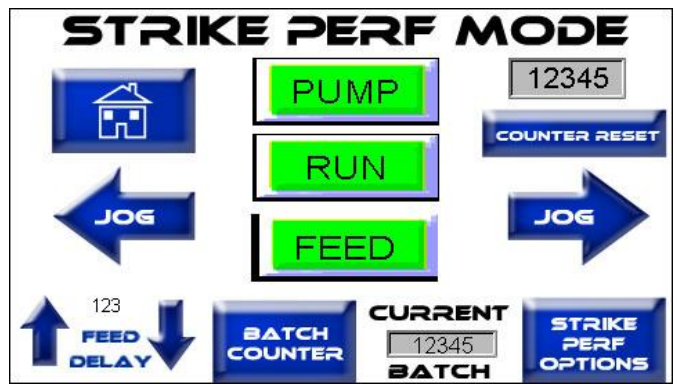 STRIKE PERF MODE
PUMP
12345
COUNTER RESET
RUN
JOG
JOG
FEED
123
FEED
DELAY
BATCH
COUNTER
CURRENT
12345
BATCH
STRIKE
PERF
OPTIONS